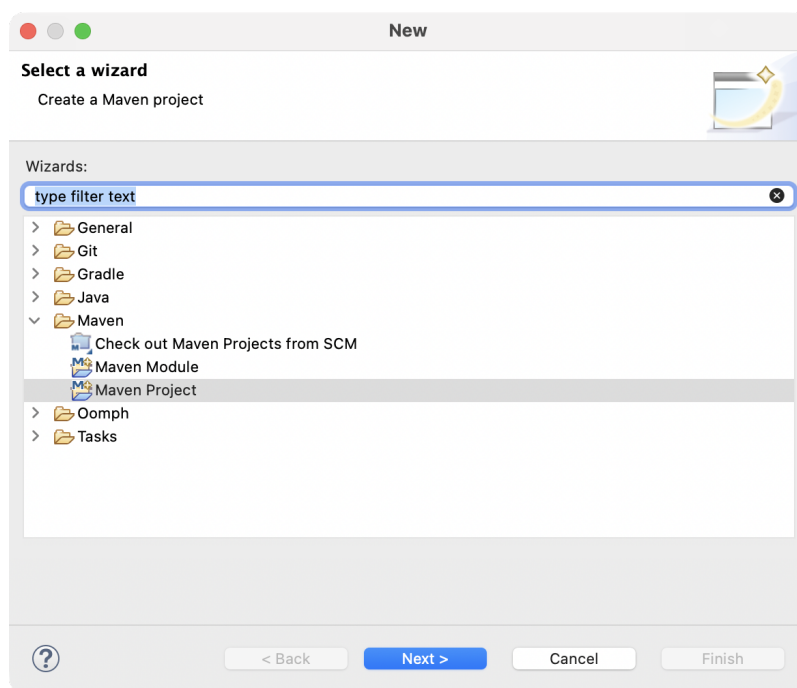 New
Select a wizard
Create a Maven project
Wizards:
type filter text
General
Git
Gradle
Java
Maven
Check out Maven Projects from SCM
Maven Module
Maven Project
Oomph
Tasks
? < Back Next > Cancel Finish